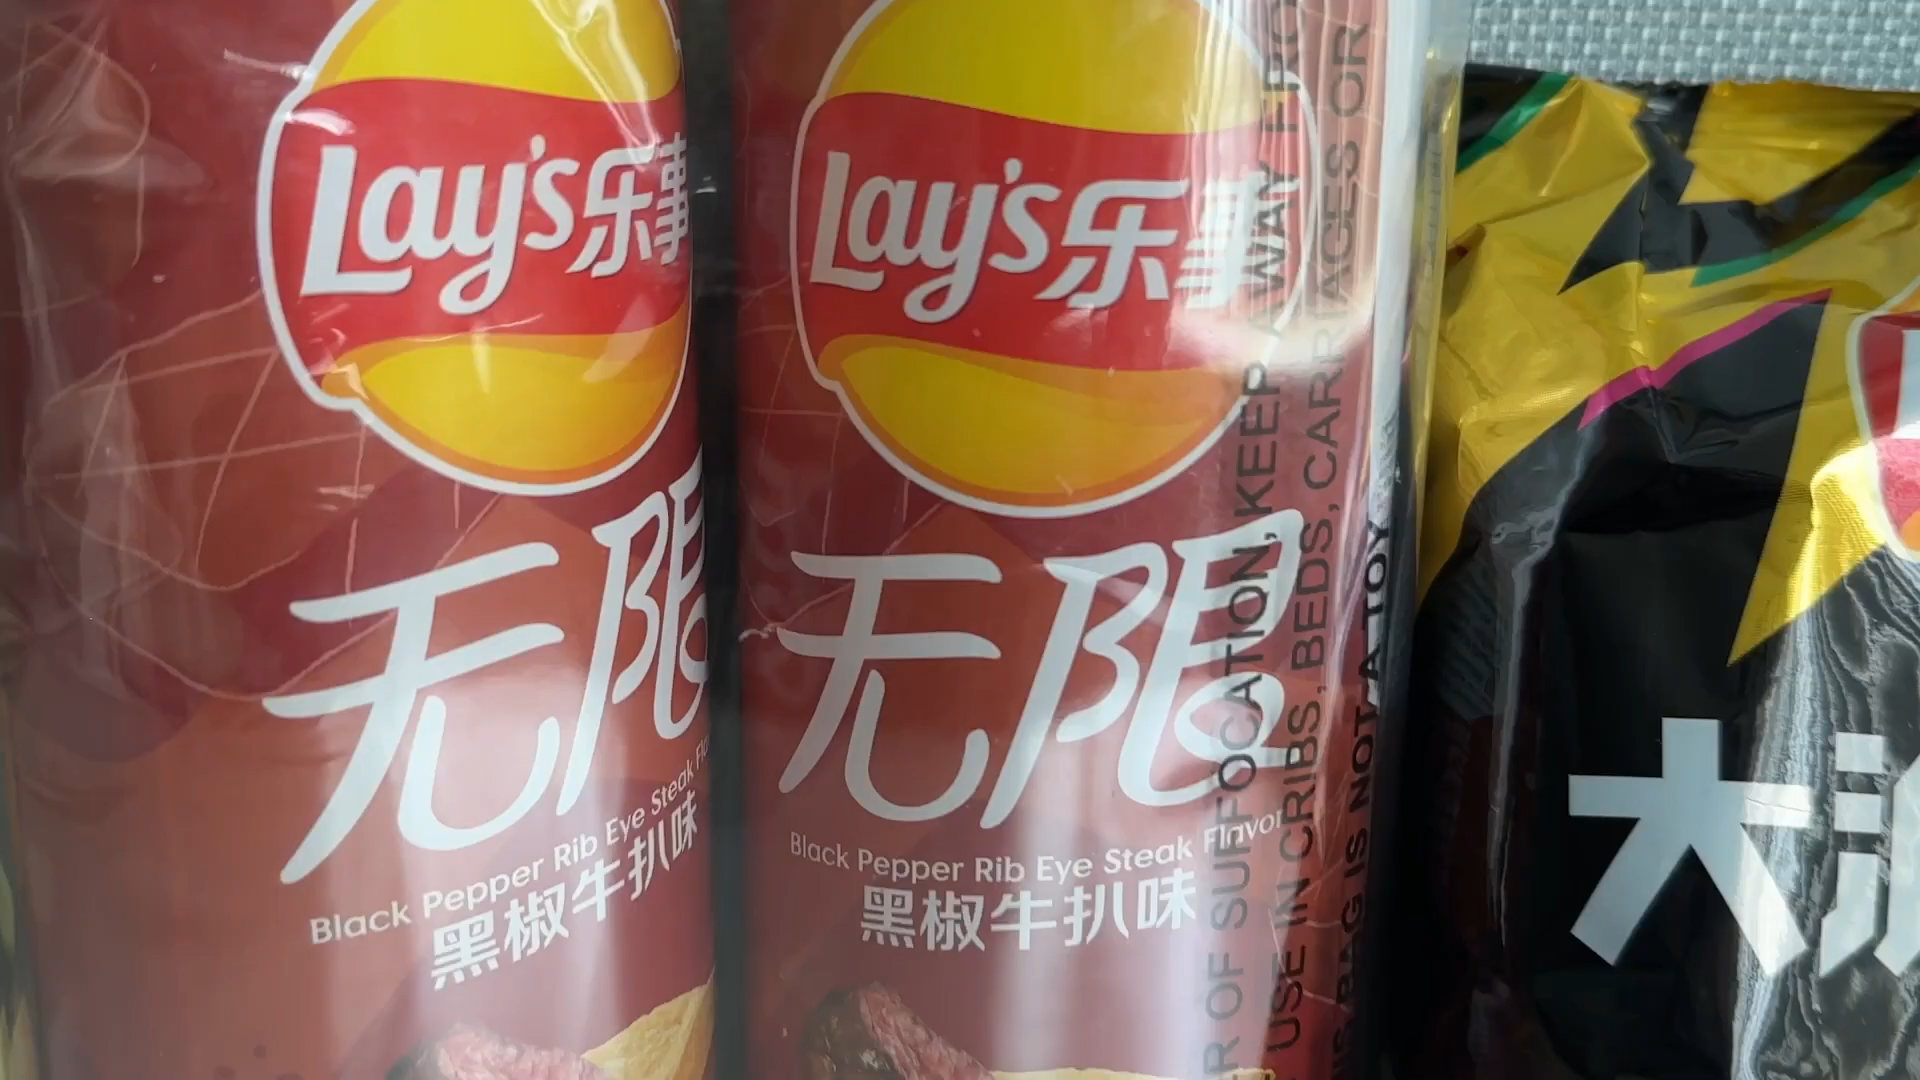 Lay's乐事
无限
Black Pepper Rib Eye Steak
黑椒牛扒味
Lay's乐事
无限
Black Pepper Rib Eye Steak Flavor
黑椒牛扒味
OF SUFFOCATION, KEEP AWAY FRO
USE IN CRIBS, BEDS, CARRIAGES OR
BAG IS NOT A TOY
大